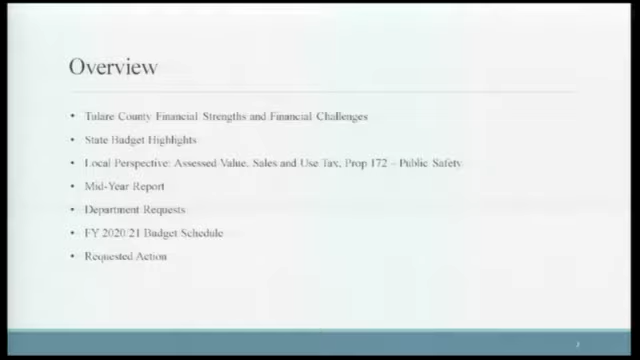 Overview
• Tulare County Financial Strengths and Financial Challenges
• State Budget Highlights
• Local Perspective: Assessed Value, Sales and Use Tax, Prop 172 – Public Safety
• Mid-Year Report
• Department Requests
• FY 2020/21 Budget Schedule
• Requested Action